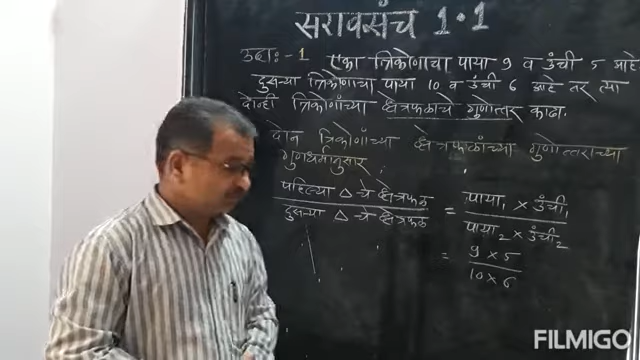 सरावसंच 1.1
उदा:- 1 एका त्रिकोणाचा पाया 9 व उंची 5 आहे
दुसऱ्या त्रिकोणाचा पाया 10 व उंची 6 आहे तर त्या
दोन्ही त्रिकोणांच्या क्षेत्रफळाचे गुणोत्तर काढा.
दोन त्रिकोणांच्या क्षेत्रफळांच्या गुणोत्तराच्या
गुणधर्मानुसार
पहिल्या △ चे क्षेत्रफळ / दुसऱ्या △ चे क्षेत्रफळ = पाया₁ × उंची₁ / पाया₂ × उंची₂
= 9 × 5 / 10 × 6
FILMIGO